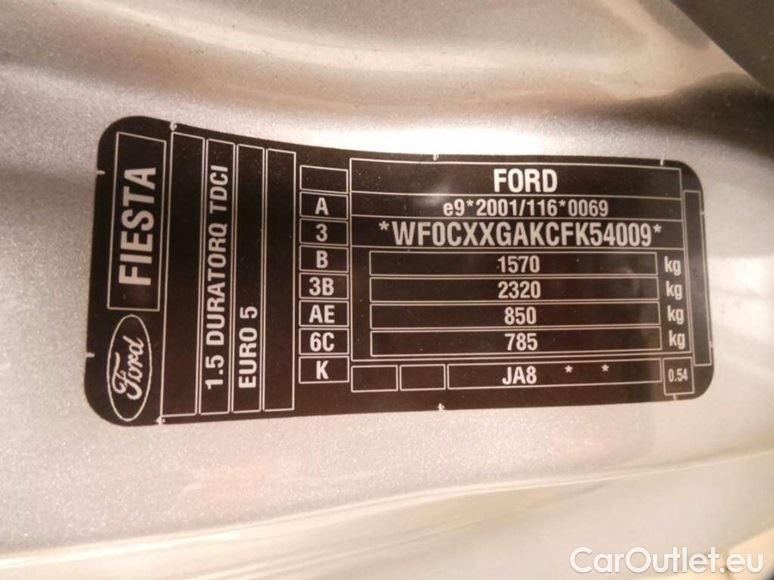 Ford
FIESTA
1.5 DURATORQ TDCI
EURO 5
FORD
A e9*2001/116*0069
3 *WF0CXXGAKCFK54009*
B 1570 kg
3B 2320 kg
AE 850 kg
6C 785 kg
K JA8 * * 0.54
CarOutlet.eu